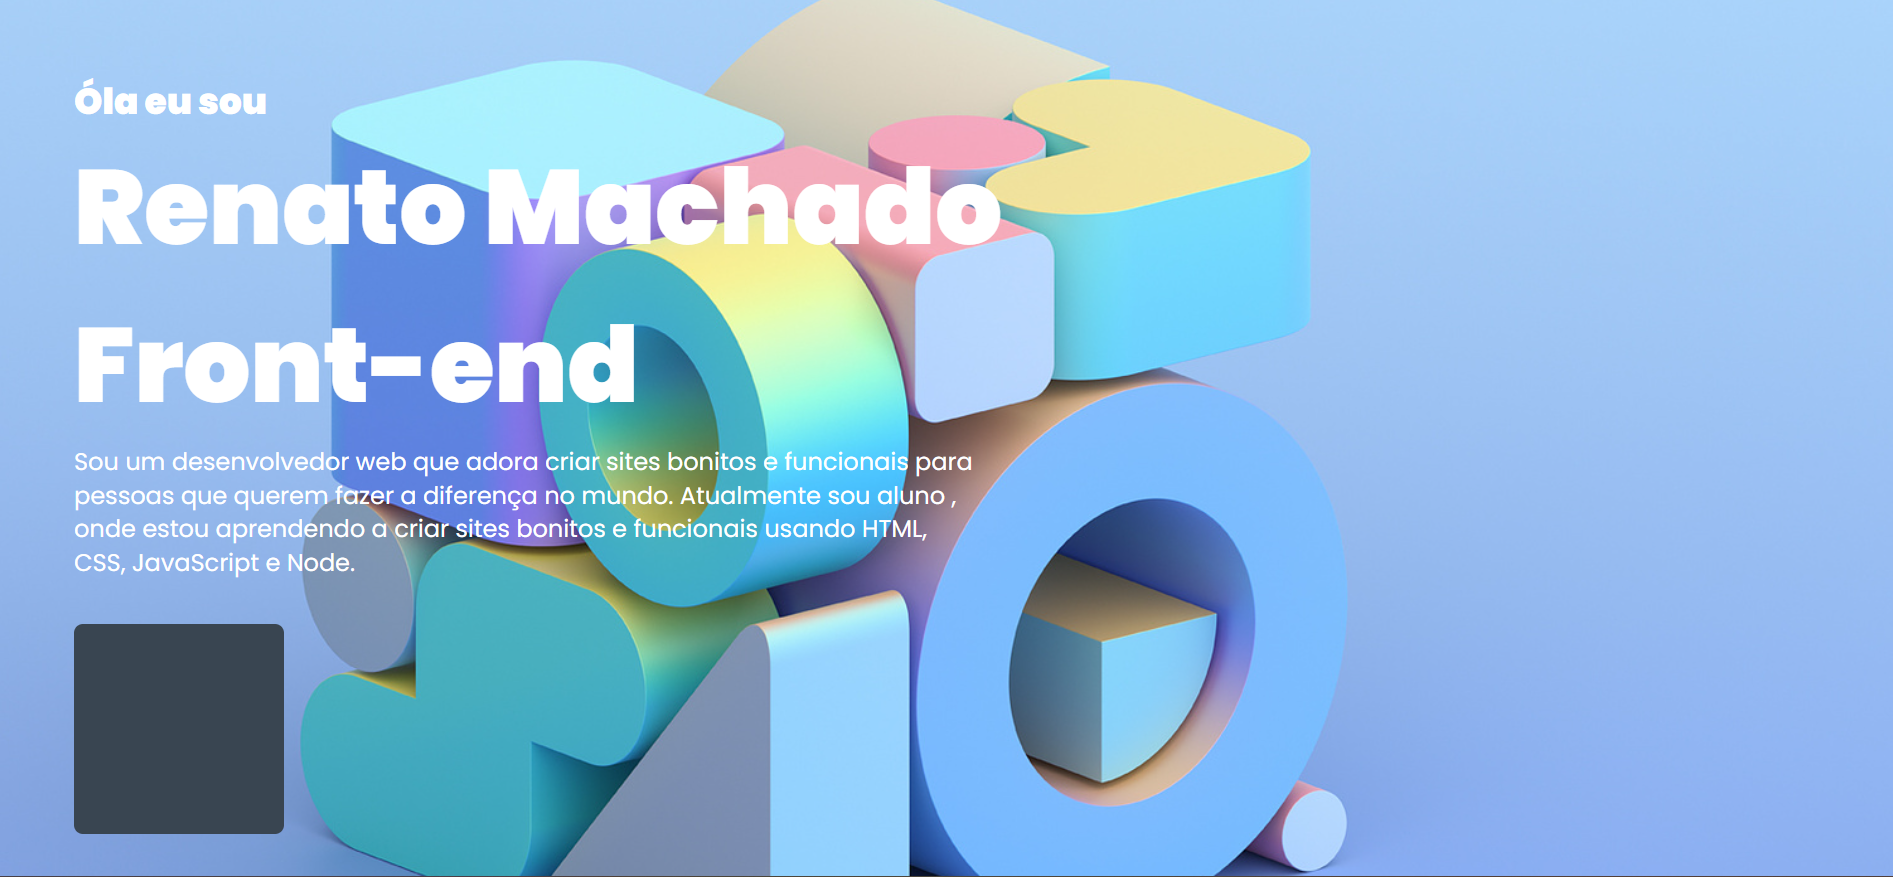 Óla eu sou
Renato Machado
Front-end
Sou um desenvolvedor web que adora criar sites bonitos e funcionais para
pessoas que querem fazer a diferença no mundo. Atualmente sou aluno ,
onde estou aprendendo a criar sites bonitos e funcionais usando HTML,
CSS, JavaScript e Node.